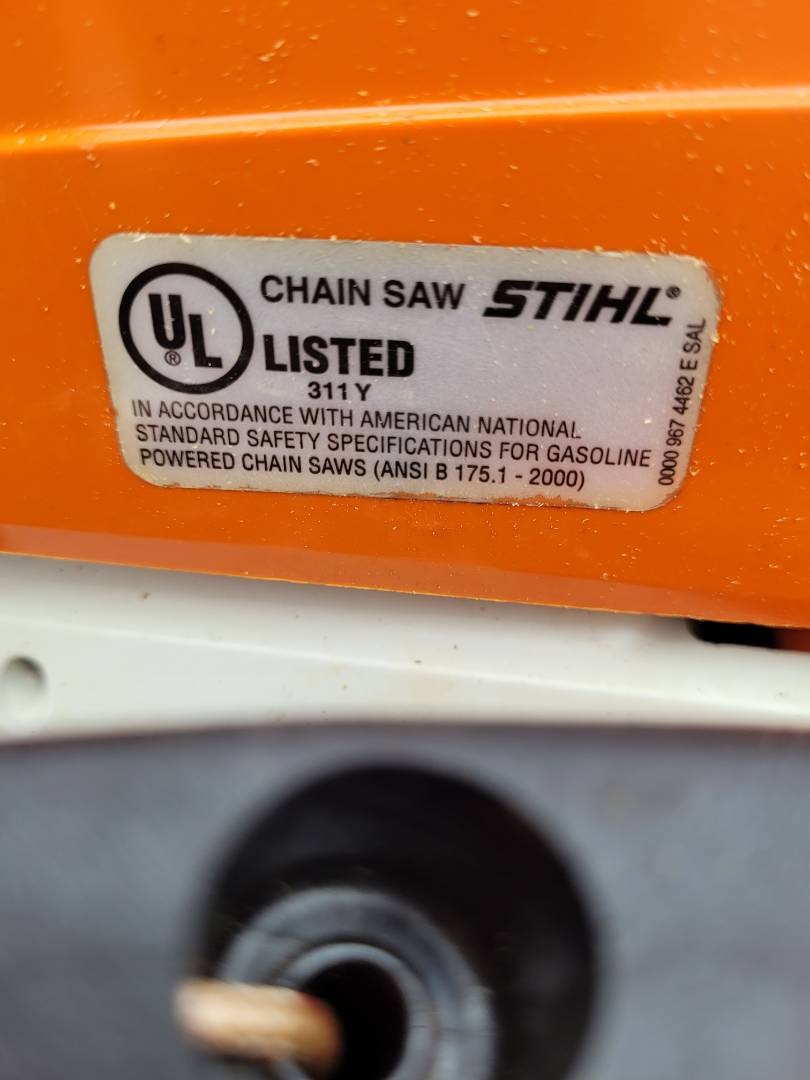 UL®
CHAIN SAW STIHL®
LISTED
311 Y
IN ACCORDANCE WITH AMERICAN NATIONAL
STANDARD SAFETY SPECIFICATIONS FOR GASOLINE
POWERED CHAIN SAWS (ANSI B 175.1 - 2000)
0000 967 4462 E SAL